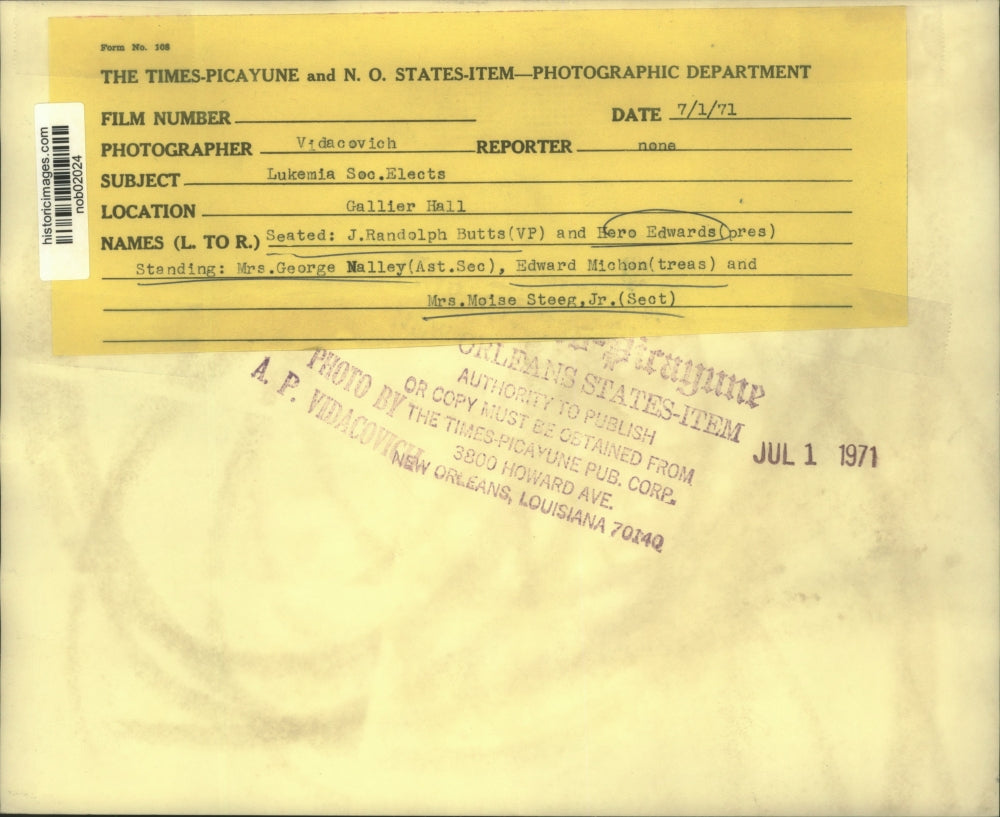 Form No. 108
THE TIMES-PICAYUNE and N. O. STATES-ITEM—PHOTOGRAPHIC DEPARTMENT
FILM NUMBER
DATE 7/1/71
PHOTOGRAPHER Vidacovich REPORTER none
SUBJECT Lukemia Soc.Elects
LOCATION Gallier Hall
NAMES (L. TO R.) Seated: J.Randolph Butts(VP) and Hero Edwards(pres)
Standing: Mrs.George Nalley(Ast.Sec), Edward Michon(treas) and
Mrs.Moise Steeg,Jr.(Sect)
historicimages.com
nob02024
PHOTO BY
A. P. VIDACOVICH
Picayune
ORLEANS STATES-ITEM
AUTHORITY TO PUBLISH
OR COPY MUST BE OBTAINED FROM
THE TIMES-PICAYUNE PUB. CORP.
3800 HOWARD AVE.
NEW ORLEANS, LOUISIANA 70140
JUL 1 1971